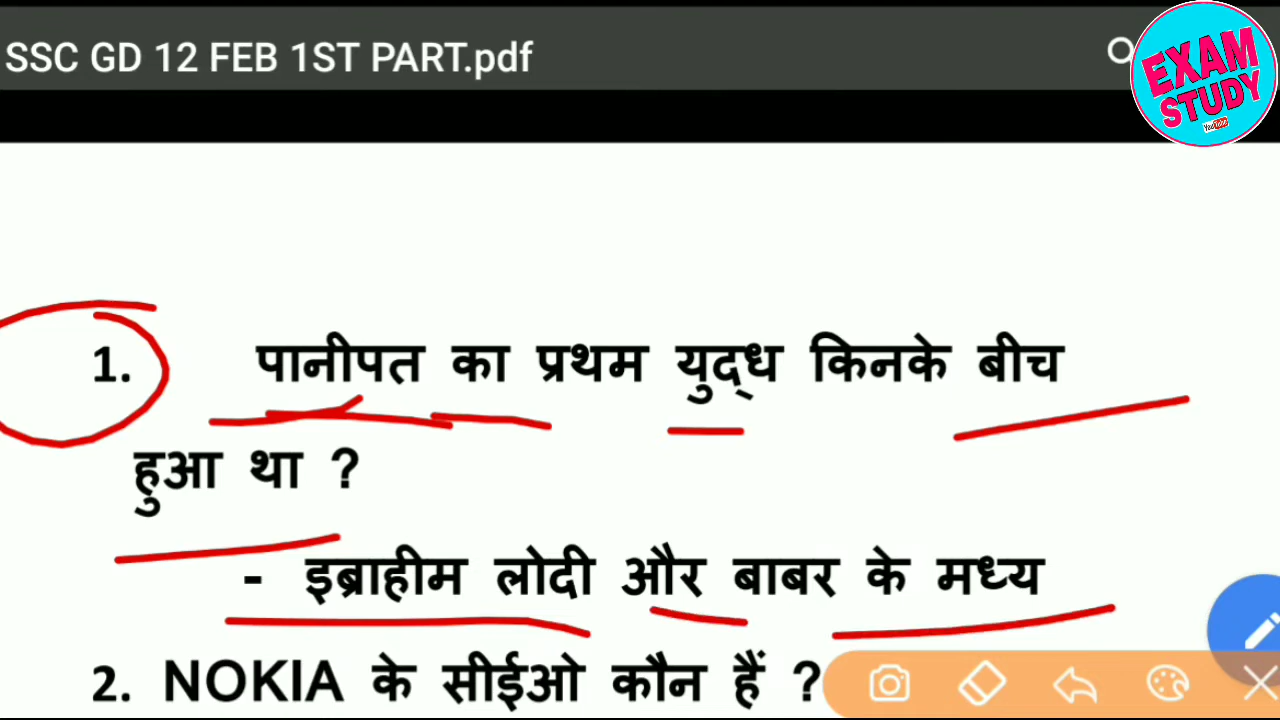 SSC GD 12 FEB 1ST PART.pdf
EXAM
STUDY
YouTube
1. पानीपत का प्रथम युद्ध किनके बीच
हुआ था ?
- इब्राहीम लोदी और बाबर के मध्य
2. NOKIA के सीईओ कौन हैं ?